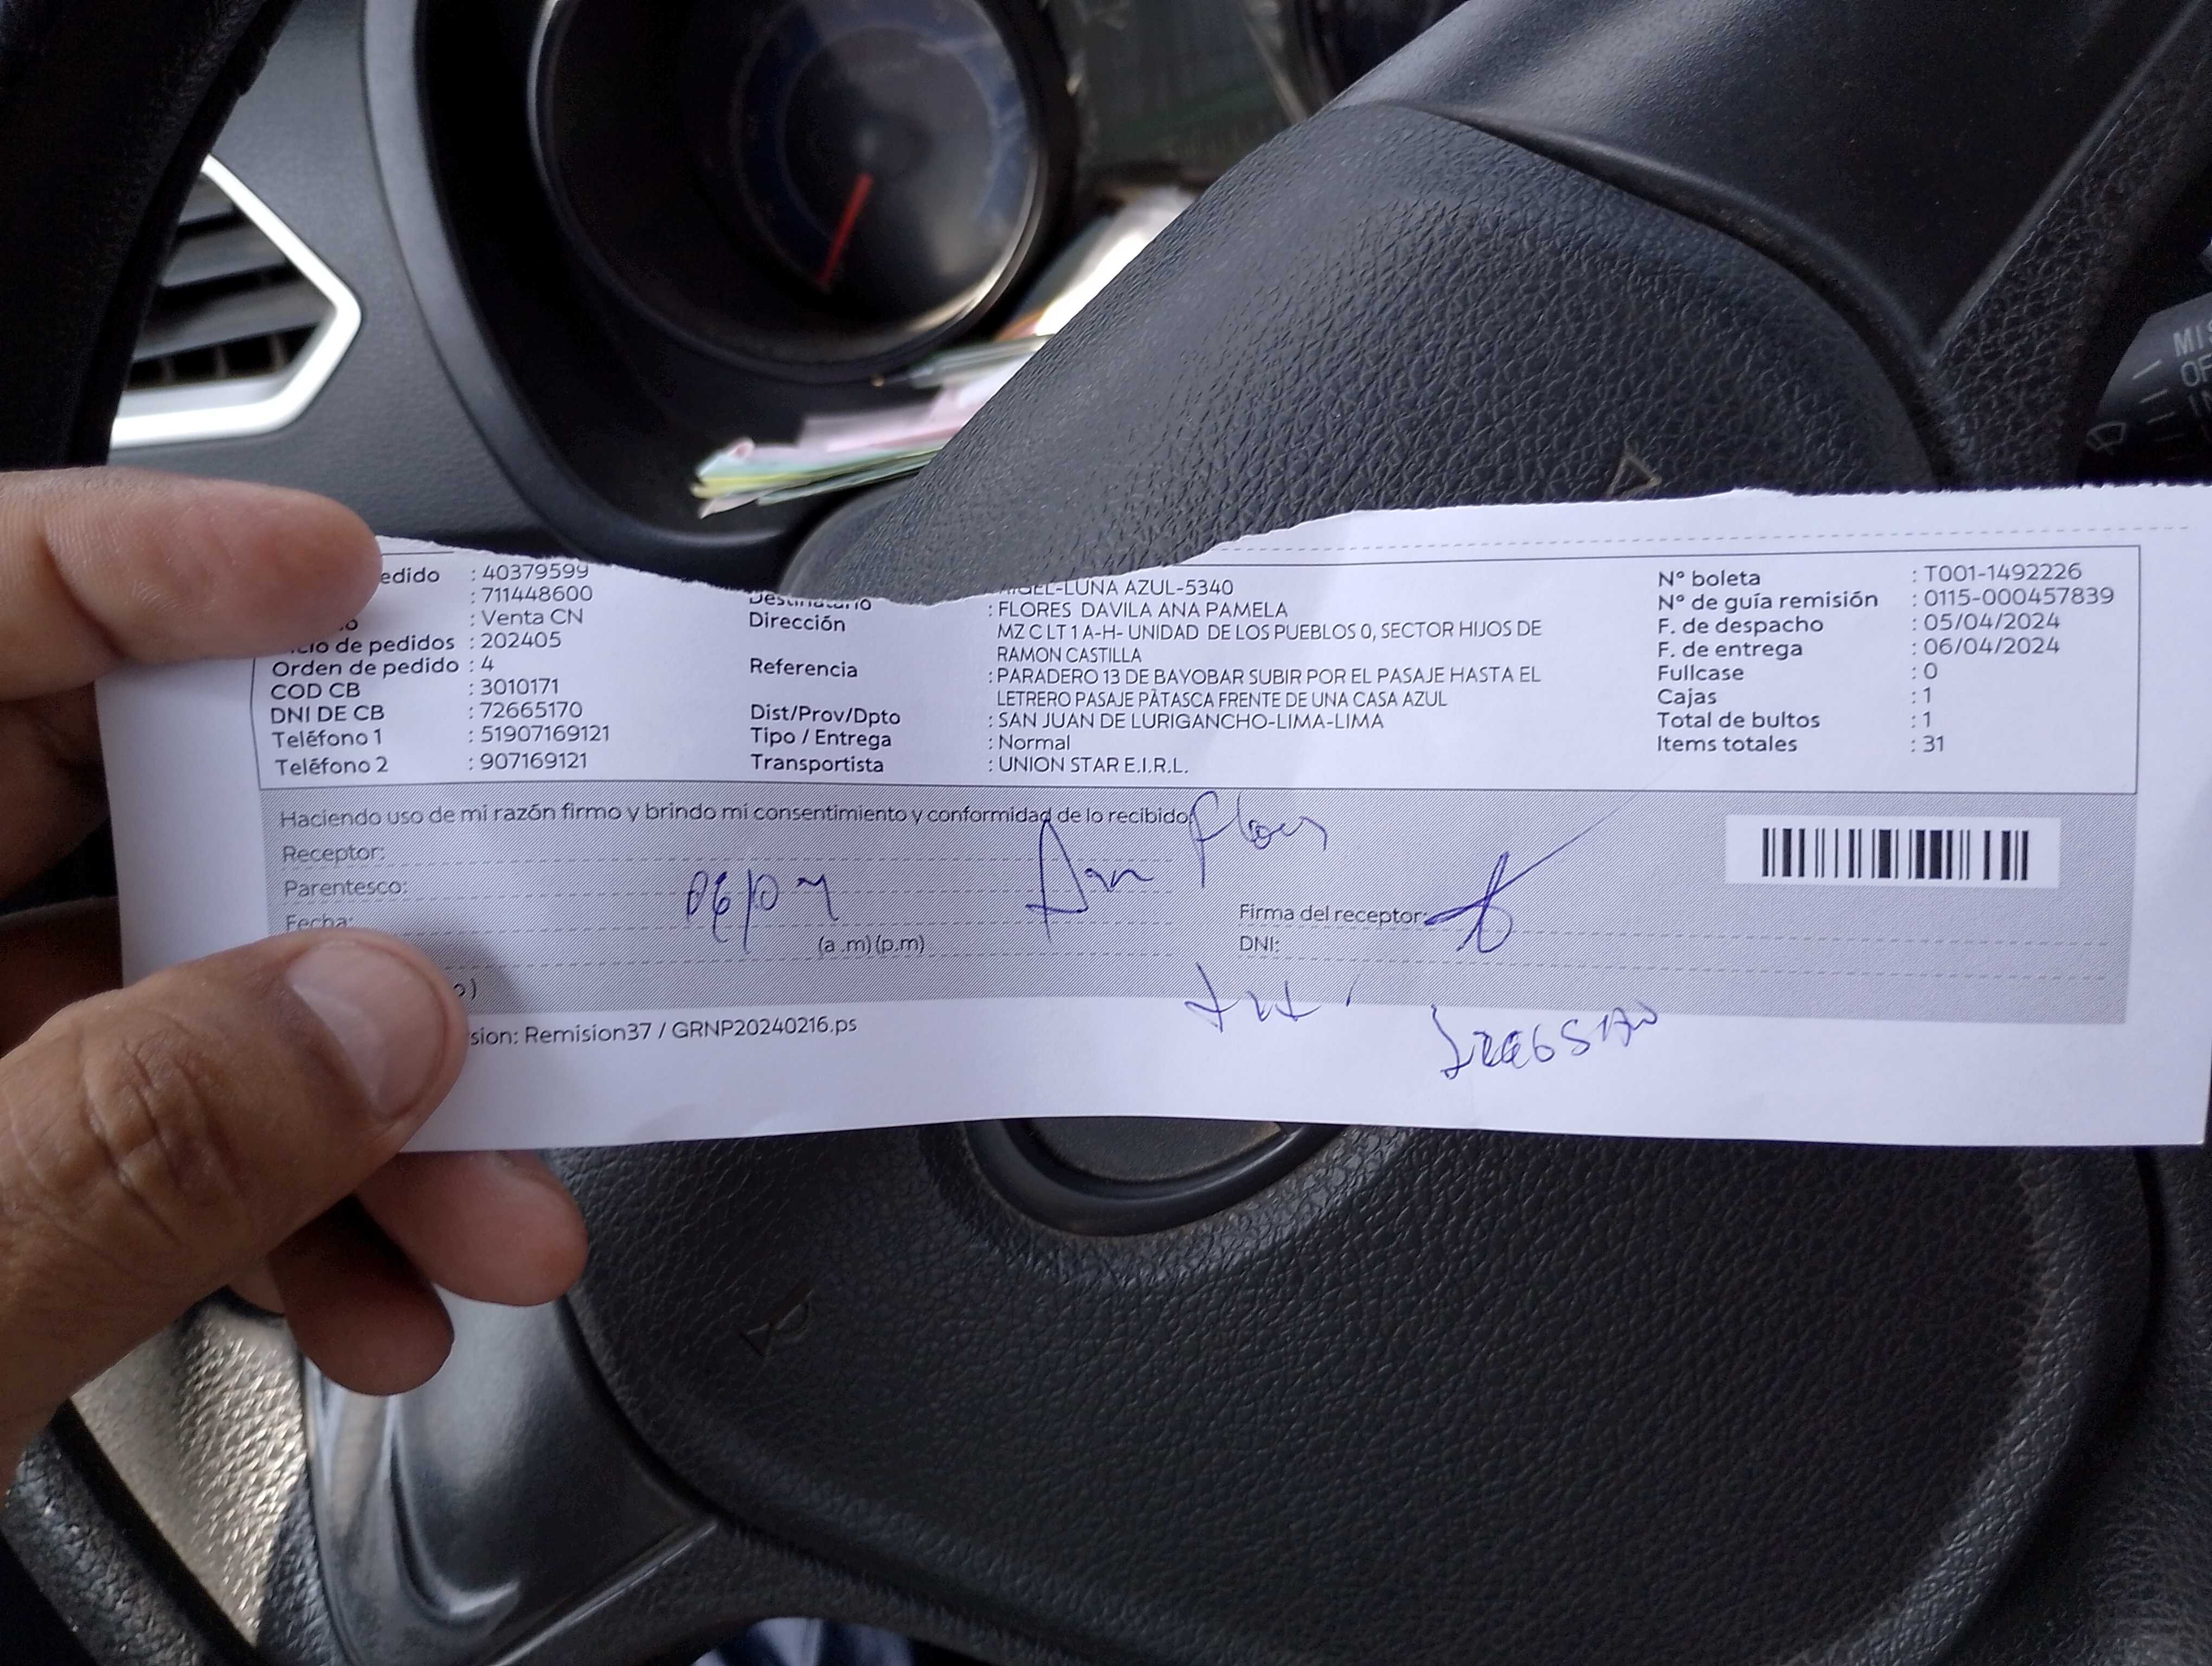 edido : 40379599
: 711448600
: Venta CN
de pedidos : 202405
Orden de pedido : 4
COD CB : 3010171
DNI DE CB : 72665170
Teléfono 1 : 51907169121
Teléfono 2 : 907169121
GEL-LUNA AZUL-5340
Destinatario : FLORES DAVILA ANA PAMELA
Dirección MZ C LT 1 A-H- UNIDAD DE LOS PUEBLOS 0, SECTOR HIJOS DE
RAMON CASTILLA
Referencia : PARADERO 13 DE BAYOBAR SUBIR POR EL PASAJE HASTA EL
LETRERO PASAJE PÀTASCA FRENTE DE UNA CASA AZUL
Dist/Prov/Dpto : SAN JUAN DE LURIGANCHO-LIMA-LIMA
Tipo / Entrega : Normal
Transportista : UNION STAR E.I.R.L.
N° boleta : T001-1492226
N° de guía remisión : 0115-000457839
F. de despacho : 05/04/2024
F. de entrega : 06/04/2024
Fullcase : 0
Cajas : 1
Total de bultos : 1
Items totales : 31
Haciendo uso de mi razón firmo y brindo mi consentimiento y conformidad de lo recibido
Receptor:
Parentesco:
Fecha: 06/04
(a .m) (p.m)
Firma del receptor:
DNI:
o)
sion: Remision37 / GRNP20240216.ps